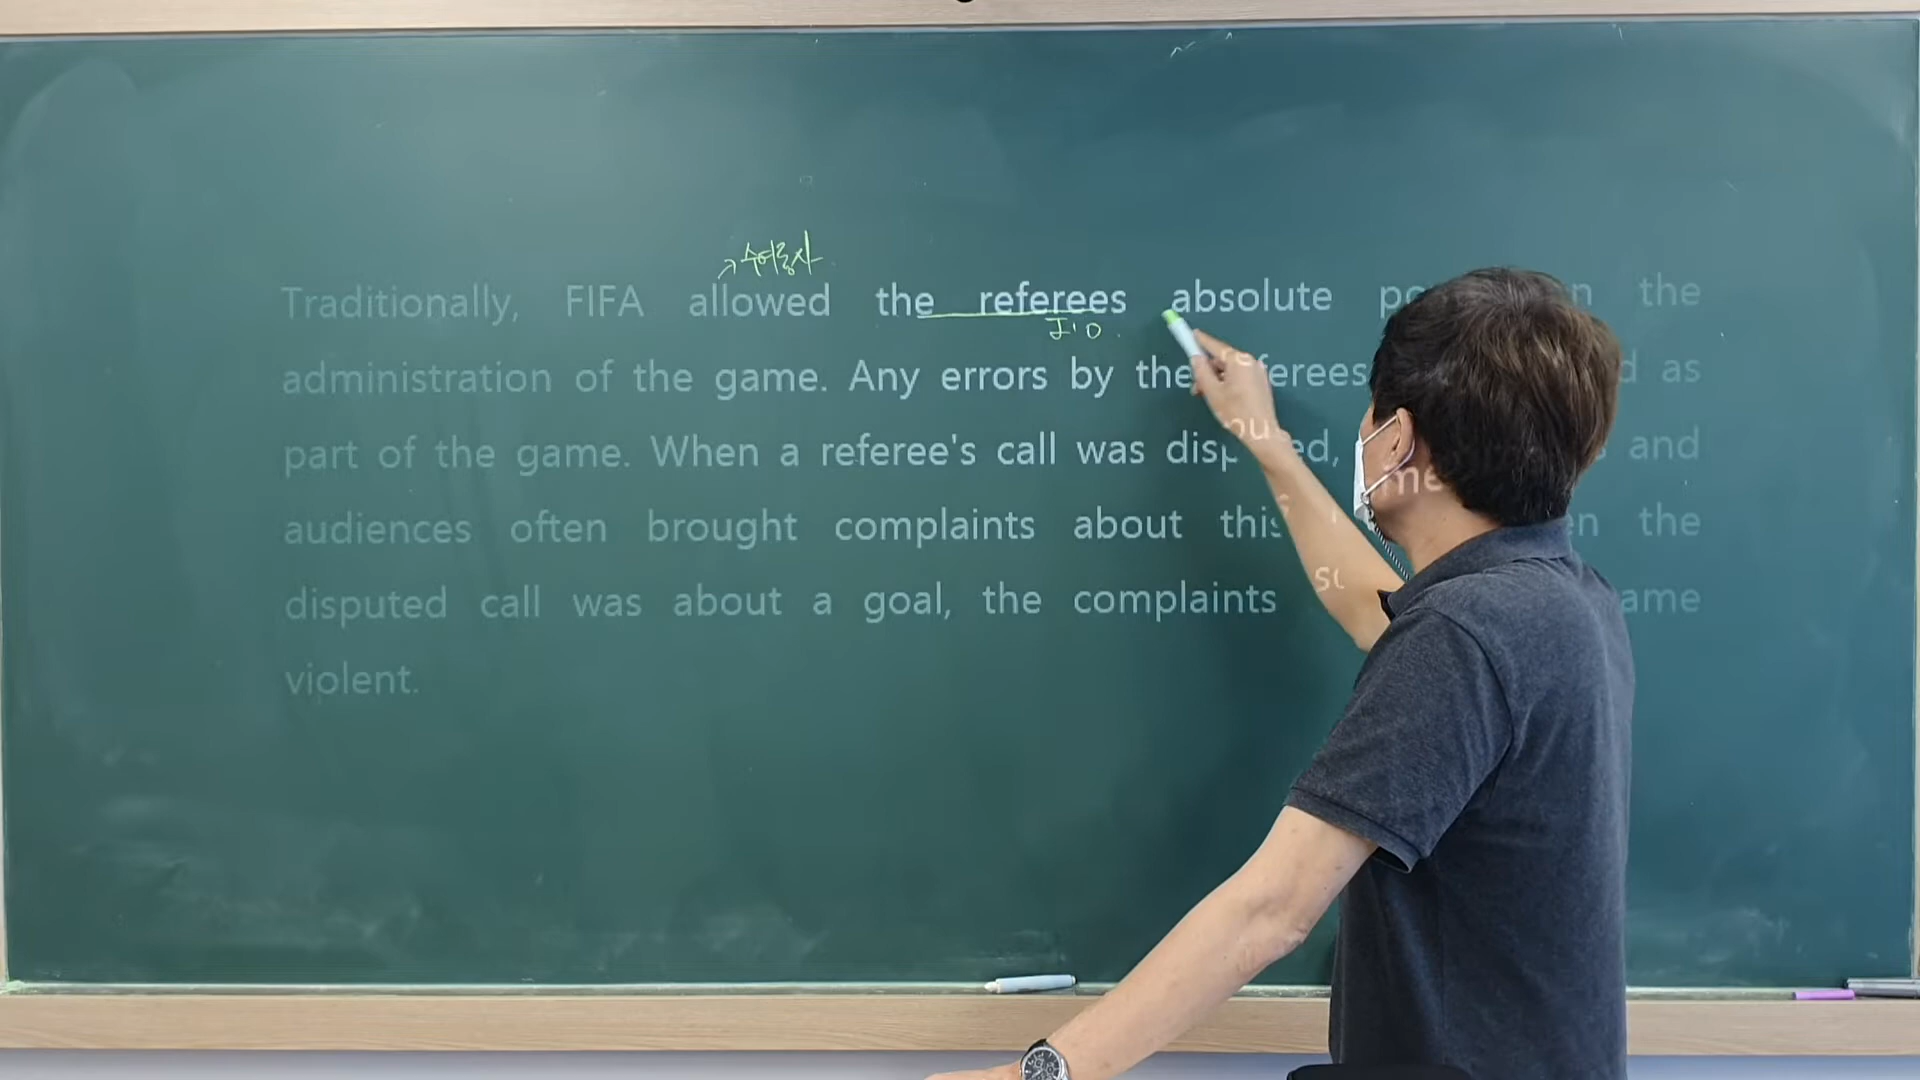 수여동사
Traditionally, FIFA allowed the referees absolute the
I·O
administration of the game. Any errors by the referees as
part of the game. When a referee's call was disputed, and
audiences often brought complaints about this the
disputed call was about a goal, the complaints
violent.